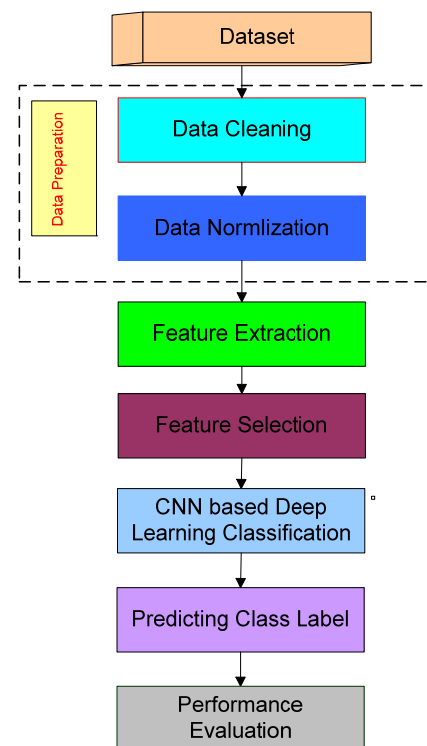 Dataset
Data Preparation
Data Cleaning
Data Normlization
Feature Extraction
Feature Selection
CNN based Deep
Learning Classification
Predicting Class Label
Performance
Evaluation